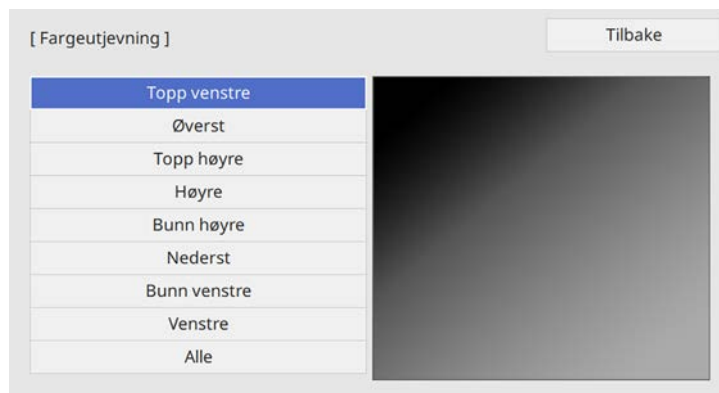 [ Fargeutjevning ]
Tilbake
Topp venstre
Øverst
Topp høyre
Høyre
Bunn høyre
Nederst
Bunn venstre
Venstre
Alle